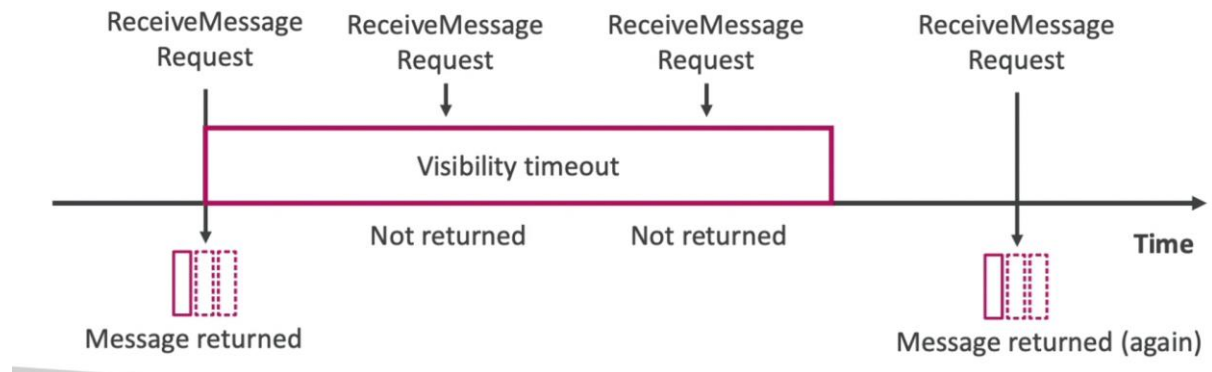 ReceiveMessage
Request
ReceiveMessage
Request
ReceiveMessage
Request
ReceiveMessage
Request
Visibility timeout
Not returned
Not returned
Time
Message returned
Message returned (again)